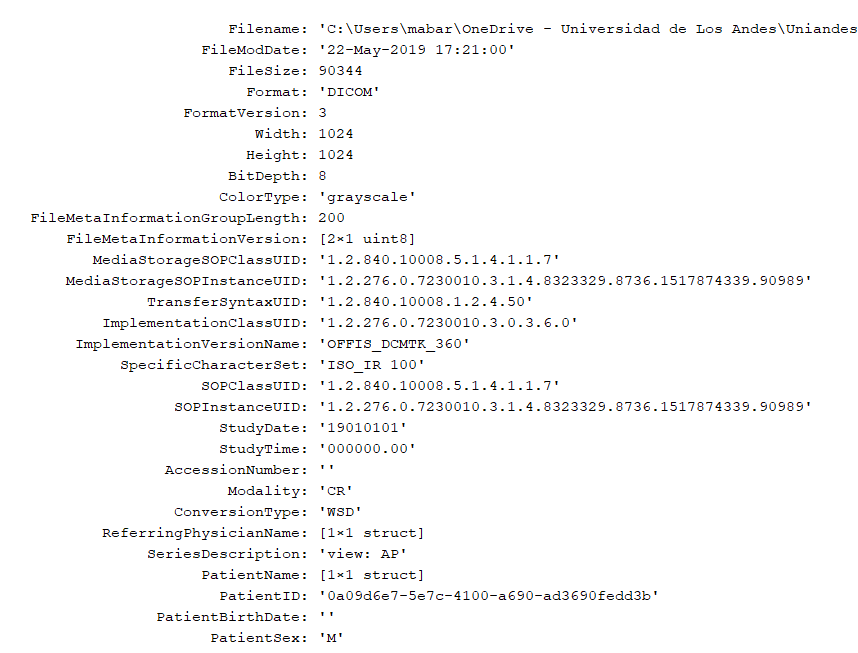 Filename: 'C:\Users\mabar\OneDrive - Universidad de Los Andes\Uniandes
FileModDate: '22-May-2019 17:21:00'
FileSize: 90344
Format: 'DICOM'
FormatVersion: 3
Width: 1024
Height: 1024
BitDepth: 8
ColorType: 'grayscale'
FileMetaInformationGroupLength: 200
FileMetaInformationVersion: [2×1 uint8]
MediaStorageSOPClassUID: '1.2.840.10008.5.1.4.1.1.7'
MediaStorageSOPInstanceUID: '1.2.276.0.7230010.3.1.4.8323329.8736.1517874339.90989'
TransferSyntaxUID: '1.2.840.10008.1.2.4.50'
ImplementationClassUID: '1.2.276.0.7230010.3.0.3.6.0'
ImplementationVersionName: 'OFFIS_DCMTK_360'
SpecificCharacterSet: 'ISO_IR 100'
SOPClassUID: '1.2.840.10008.5.1.4.1.1.7'
SOPInstanceUID: '1.2.276.0.7230010.3.1.4.8323329.8736.1517874339.90989'
StudyDate: '19010101'
StudyTime: '000000.00'
AccessionNumber: ''
Modality: 'CR'
ConversionType: 'WSD'
ReferringPhysicianName: [1×1 struct]
SeriesDescription: 'view: AP'
PatientName: [1×1 struct]
PatientID: '0a09d6e7-5e7c-4100-a690-ad3690fedd3b'
PatientBirthDate: ''
PatientSex: 'M'